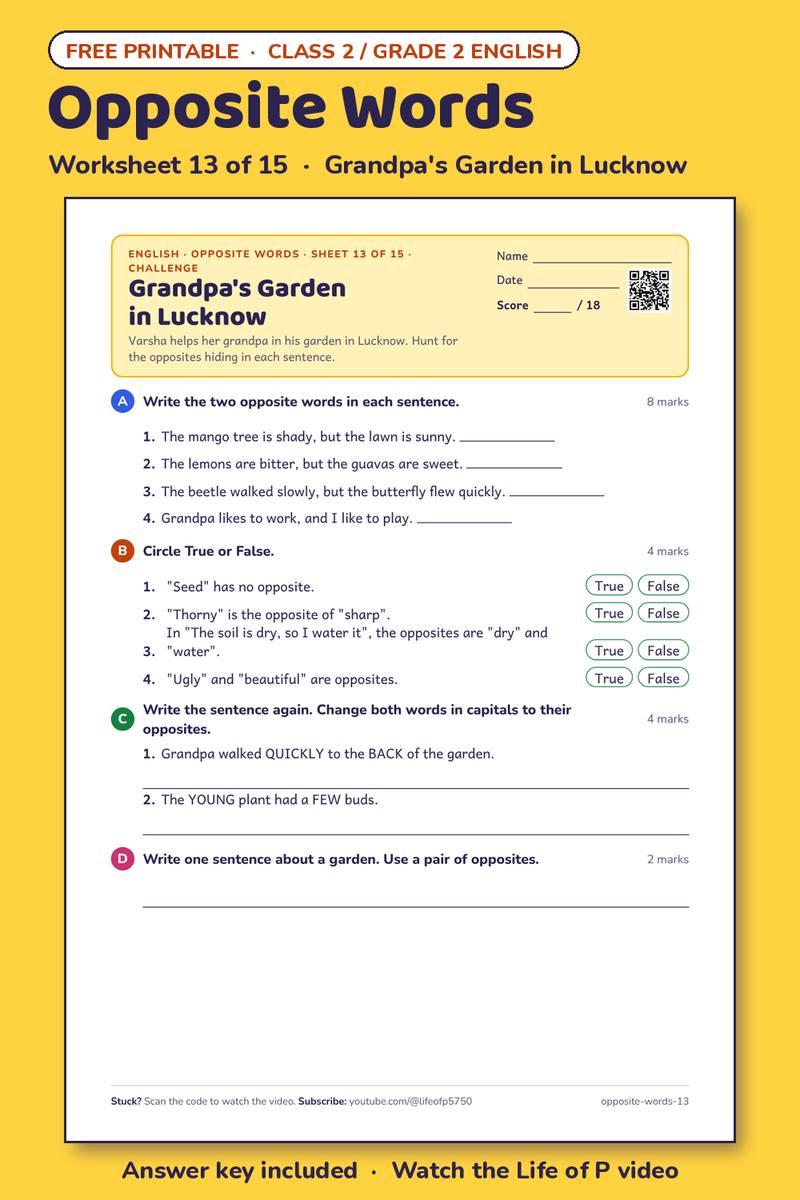 FREE PRINTABLE · CLASS 2 / GRADE 2 ENGLISH
Opposite Words
Worksheet 13 of 15 · Grandpa's Garden in Lucknow
ENGLISH · OPPOSITE WORDS · SHEET 13 OF 15 ·
CHALLENGE
Grandpa's Garden
in Lucknow
Varsha helps her grandpa in his garden in Lucknow. Hunt for
the opposites hiding in each sentence.
Name ____
Date ____
Score ____ / 18
A Write the two opposite words in each sentence. 8 marks
1. The mango tree is shady, but the lawn is sunny. ____
2. The lemons are bitter, but the guavas are sweet. ____
3. The beetle walked slowly, but the butterfly flew quickly. ____
4. Grandpa likes to work, and I like to play. ____
B Circle True or False. 4 marks
1. "Seed" has no opposite. True False
2. "Thorny" is the opposite of "sharp". True False
In "The soil is dry, so I water it", the opposites are "dry" and
3. "water". True False
4. "Ugly" and "beautiful" are opposites. True False
C Write the sentence again. Change both words in capitals to their
opposites. 4 marks
1. Grandpa walked QUICKLY to the BACK of the garden.
2. The YOUNG plant had a FEW buds.
D Write one sentence about a garden. Use a pair of opposites. 2 marks
Stuck? Scan the code to watch the video. Subscribe: youtube.com/@lifeofp5750 opposite-words-13
Answer key included · Watch the Life of P video